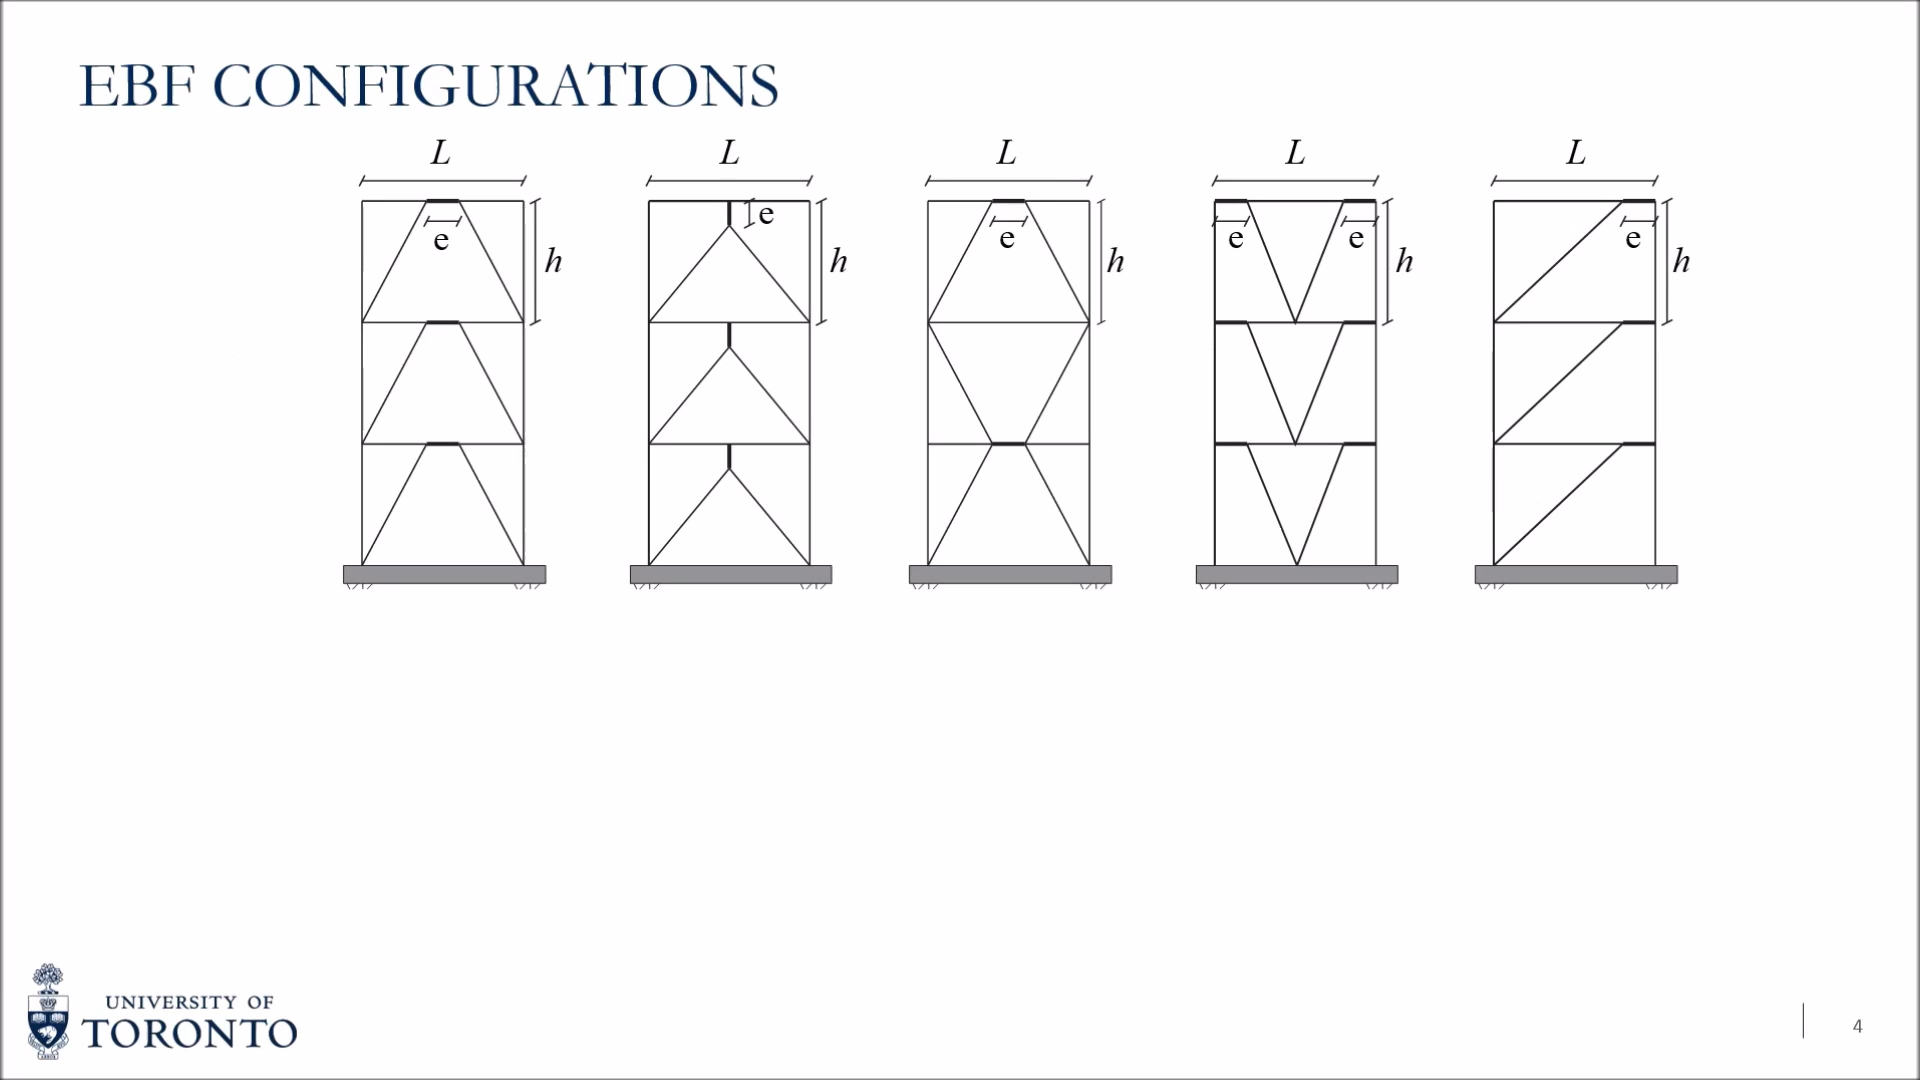 EBF CONFIGURATIONS
L L L L L
e e e e e e
h h h h h
UNIVERSITY OF
TORONTO
4